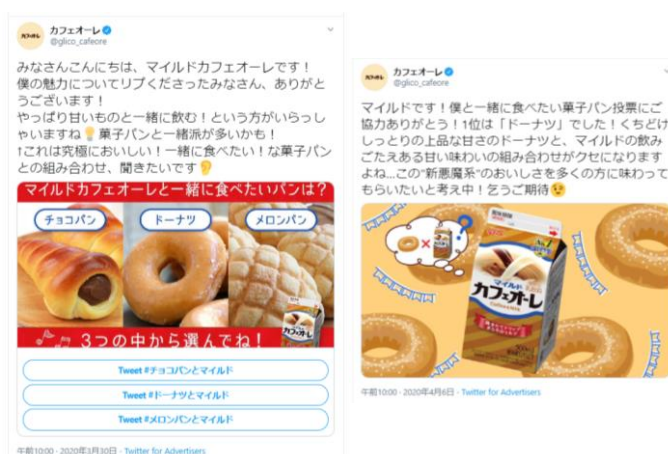 カフェオーレ
@glico_cafeore
みなさんこんにちは、マイルドカフェオーレです！
僕の魅力についてリプくださったみなさん、ありがと
うございます！
やっぱり甘いものと一緒に飲む！という方がいらっし
ゃいますね💡菓子パンと一緒派が多いかも！
↑これは究極においしい！一緒に食べたい！な菓子パン
との組み合わせ、聞きたいです👂
マイルドカフェオーレと一緒に食べたいパンは？
チョコパン
ドーナツ
メロンパン
カフェオーレ
3つの中から選んでね！
Tweet #チョコパンとマイルド
Tweet #ドーナツとマイルド
Tweet #メロンパンとマイルド
午前10:00 · 2020年3月30日 · Twitter for Advertisers
カフェオーレ
@glico_cafeore
マイルドです！僕と一緒に食べたい菓子パン投票にご
協力ありがとう！1位は「ドーナツ」でした！くちどけ
しっとりの上品な甘さのドーナツと、マイルドの飲み
ごたえある甘い味わいの組み合わせがクセになります
よね...この"新悪魔系"のおいしさを多くの方に味わって
もらいたいと考え中！乞うご期待😉
マイルド
カフェオーレ
午前10:00 · 2020年4月6日 · Twitter for Advertisers